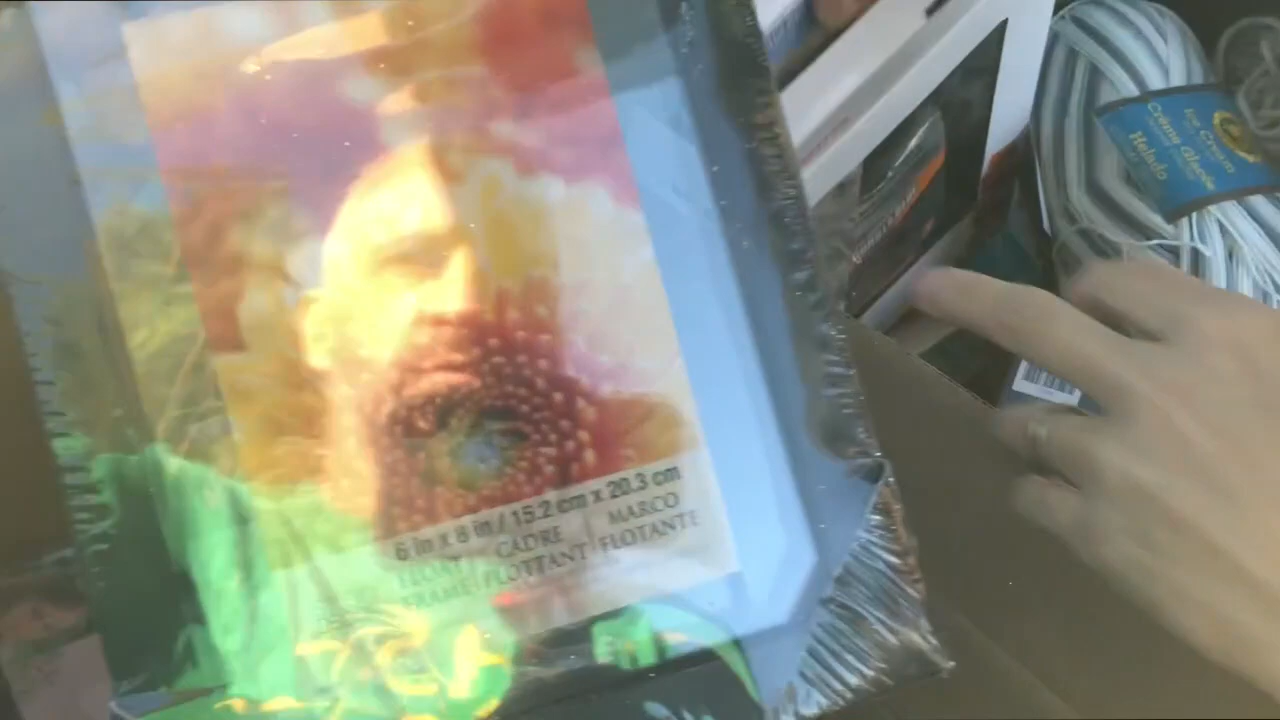 6 in x 8 in / 15.2 cm x 20.3 cm
FLOAT CADRE MARCO
FRAME FLOTTANT FLOTANTE
Ice Cream
Crème Glacée
Helado